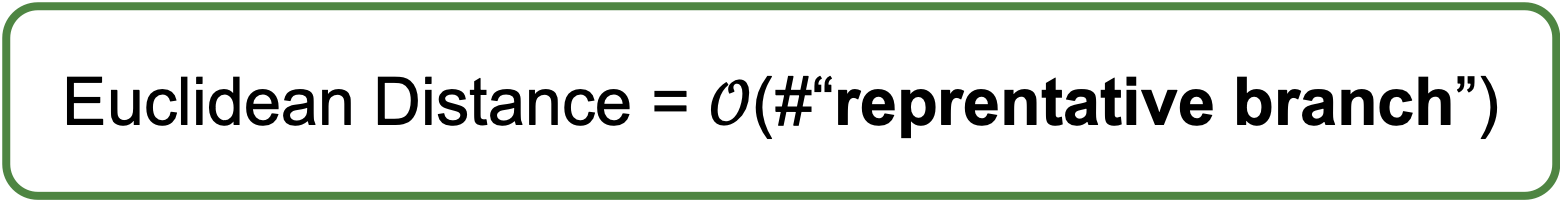 Euclidean Distance = 𝒪(#“reprentative branch”)